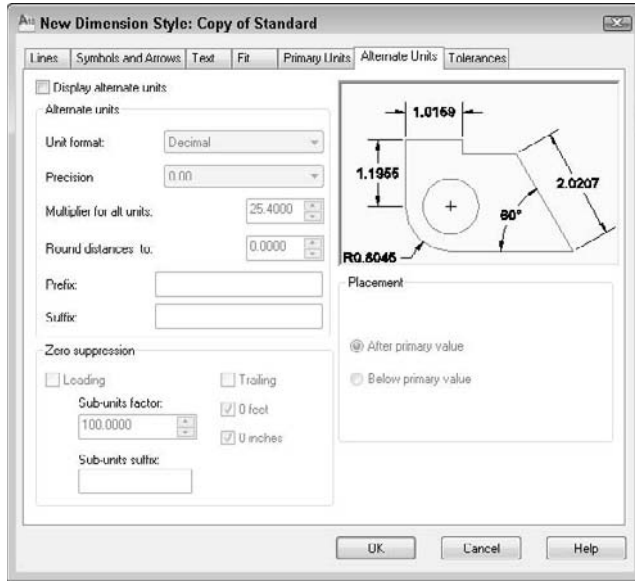 New Dimension Style: Copy of Standard
Lines Symbols and Arrows Text Fit Primary Units Alternate Units Tolerances
Display alternate units
Alternate units
Unit format: Decimal
Precision 0.00
Multiplier for alt units: 25.4000
Round distances to: 0.0000
Prefix:
Suffix:
Zero suppression
Leading Trailing
Sub-units factor: 0 feet
100.0000
0 inches
Sub-units suffix:
1.0159
1.1955
2.0207
60°
R0.8045
Placement
After primary value
Below primary value
OK Cancel Help